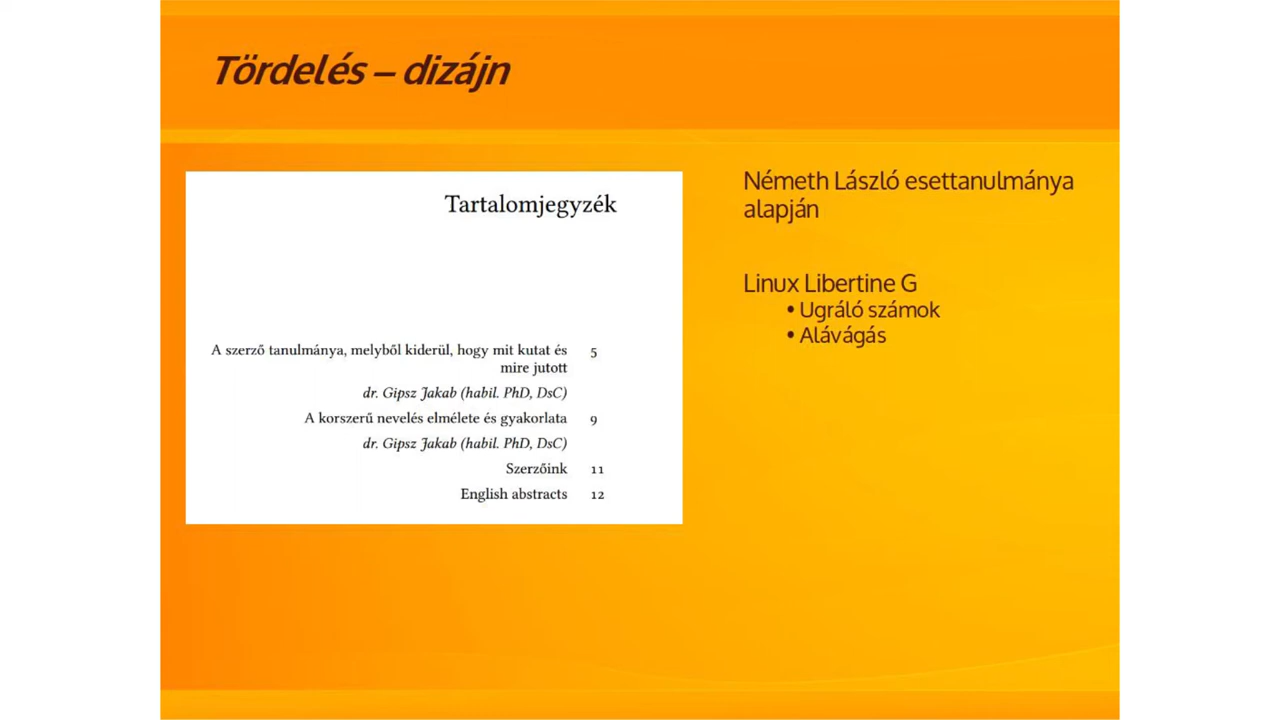 Tördelés – dizájn
Tartalomjegyzék
A szerző tanulmánya, melyből kiderül, hogy mit kutat és 5
mire jutott
dr. Gipsz Jakab (habil. PhD, DsC)
A korszerű nevelés elmélete és gyakorlata 9
dr. Gipsz Jakab (habil. PhD, DsC)
Szerzőink 11
English abstracts 12
Németh László esettanulmánya
alapján
Linux Libertine G
• Ugráló számok
• Alávágás